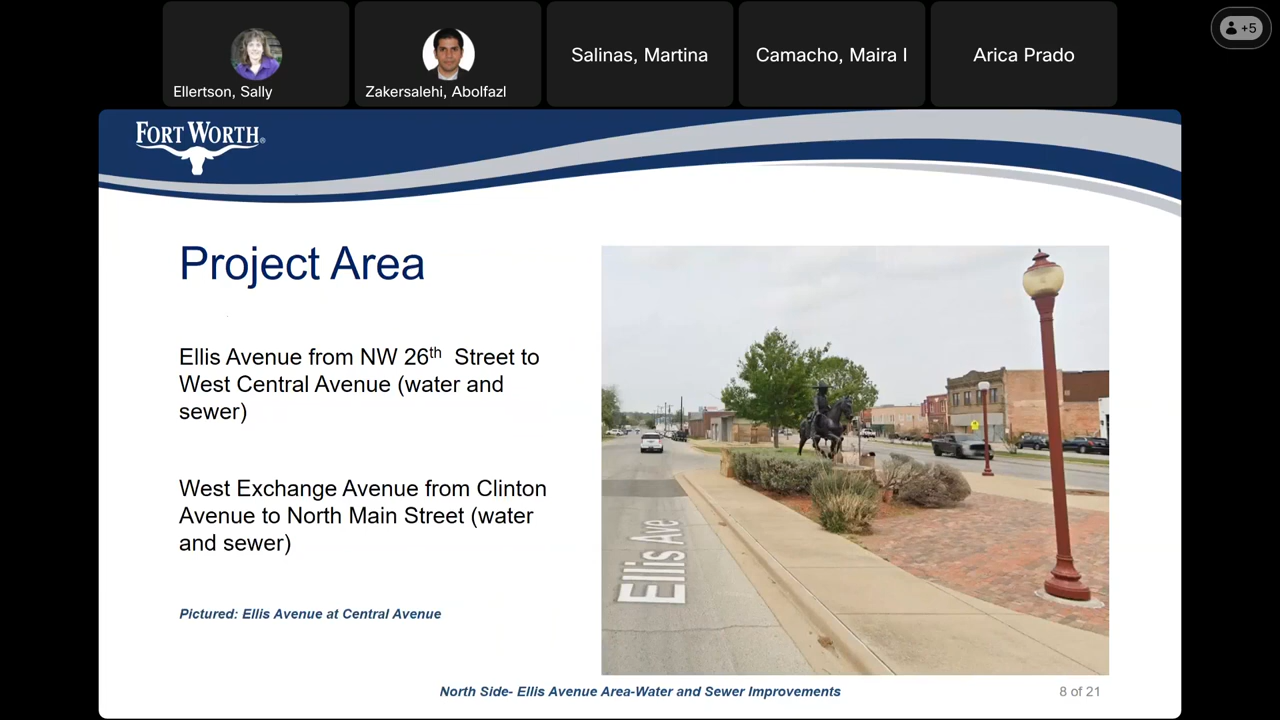 +5
Ellertson, Sally
Zakersalehi, Abolfazl
Salinas, Martina
Camacho, Maira I
Arica Prado
FORT WORTH®
Project Area
Ellis Avenue from NW 26th Street to
West Central Avenue (water and
sewer)
West Exchange Avenue from Clinton
Avenue to North Main Street (water
and sewer)
Pictured: Ellis Avenue at Central Avenue
Ellis Ave
North Side- Ellis Avenue Area-Water and Sewer Improvements
8 of 21